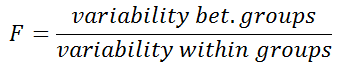 F = variability bet. groups / variability within groups